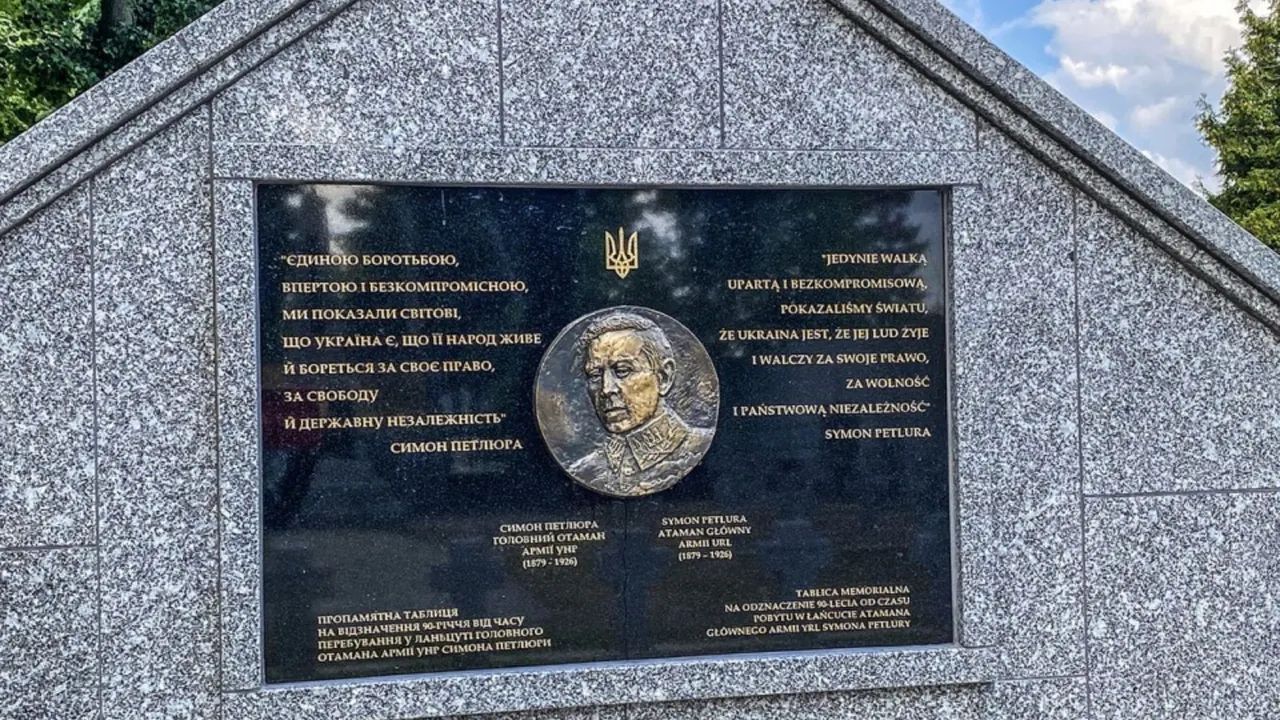 "ЄДИНОЮ БОРОТЬБОЮ,
ВПЕРТОЮ І БЕЗКОМПРОМІСНОЮ,
МИ ПОКАЗАЛИ СВІТОВІ,
ЩО УКРАЇНА Є, ЩО ЇЇ НАРОД ЖИВЕ
Й БОРЕТЬСЯ ЗА СВОЄ ПРАВО,
ЗА СВОБОДУ
Й ДЕРЖАВНУ НЕЗАЛЕЖНІСТЬ"
СИМОН ПЕТЛЮРА
"JEDYNIE WALKĄ
UPARTĄ I BEZKOMPROMISOWĄ,
POKAZALIŚMY ŚWIATU,
ŻE UKRAINA JEST, ŻE JEJ LUD ŻYJE
I WALCZY ZA SWOJE PRAWO,
ZA WOLNOŚĆ
I PAŃSTWOWĄ NIEZALEŻNOŚĆ"
SYMON PETLURA
СИМОН ПЕТЛЮРА
ГОЛОВНИЙ ОТАМАН
АРМІЇ УНР
(1879 - 1926)
SYMON PETLURA
ATAMAN GŁÓWNY
ARMII URL
(1879 - 1926)
ПРОПАМЯТНА ТАБЛИЦЯ
НА ВІДЗНАЧЕННЯ 90-РІЧЧЯ ВІД ЧАСУ
ПЕРЕБУВАННЯ У ЛАНЬЦУТІ ГОЛОВНОГО
ОТАМАНА АРМІЇ УНР СИМОНА ПЕТЛЮРИ
TABLICA MEMORIALNA
NA ODZNACZENIE 90-LECIA OD CZASU
POBYTU W ŁAŃCUCIE ATAMANA
GŁÓWNEGO ARMII YRL SYMONA PETLURY